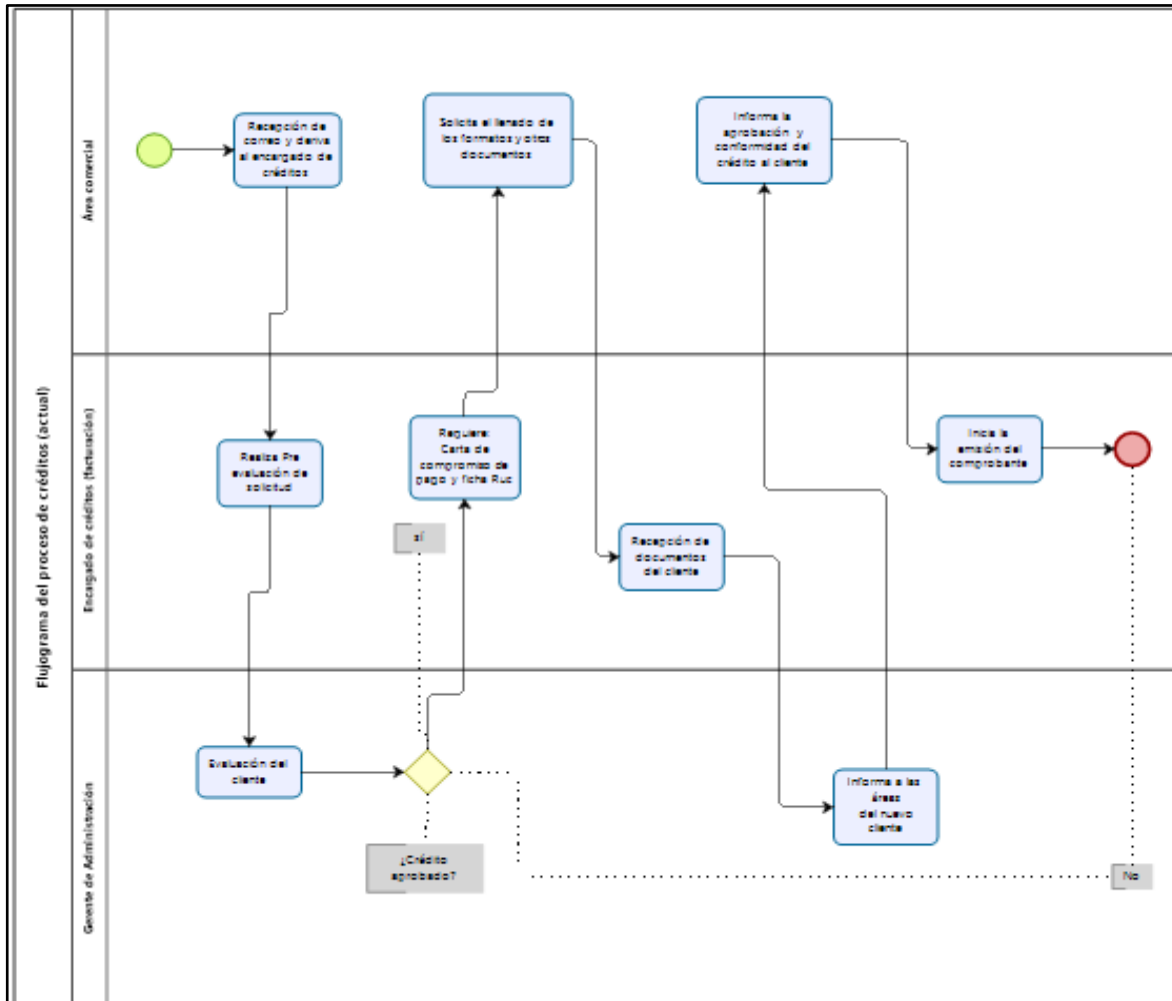 Flujograma del proceso de créditos (actual)
Área comercial
Recepción de
correo y deriva
al encargado de
créditos
Solicita el llenado de
los formatos y otros
documentos
Informa la
aprobación y
conformidad del
crédito al cliente
Encargado de créditos (facturación)
Realiza Pre
evaluación de
solicitud
Requiere:
Carta de
compromiso de
pago y ficha Ruc
sí
Recepción de
documentos
del cliente
Inicia la
emisión del
comprobante
Gerente de Administración
Evaluación del
cliente
¿Crédito
aprobado?
Informa a las
áreas
del nuevo
cliente
No